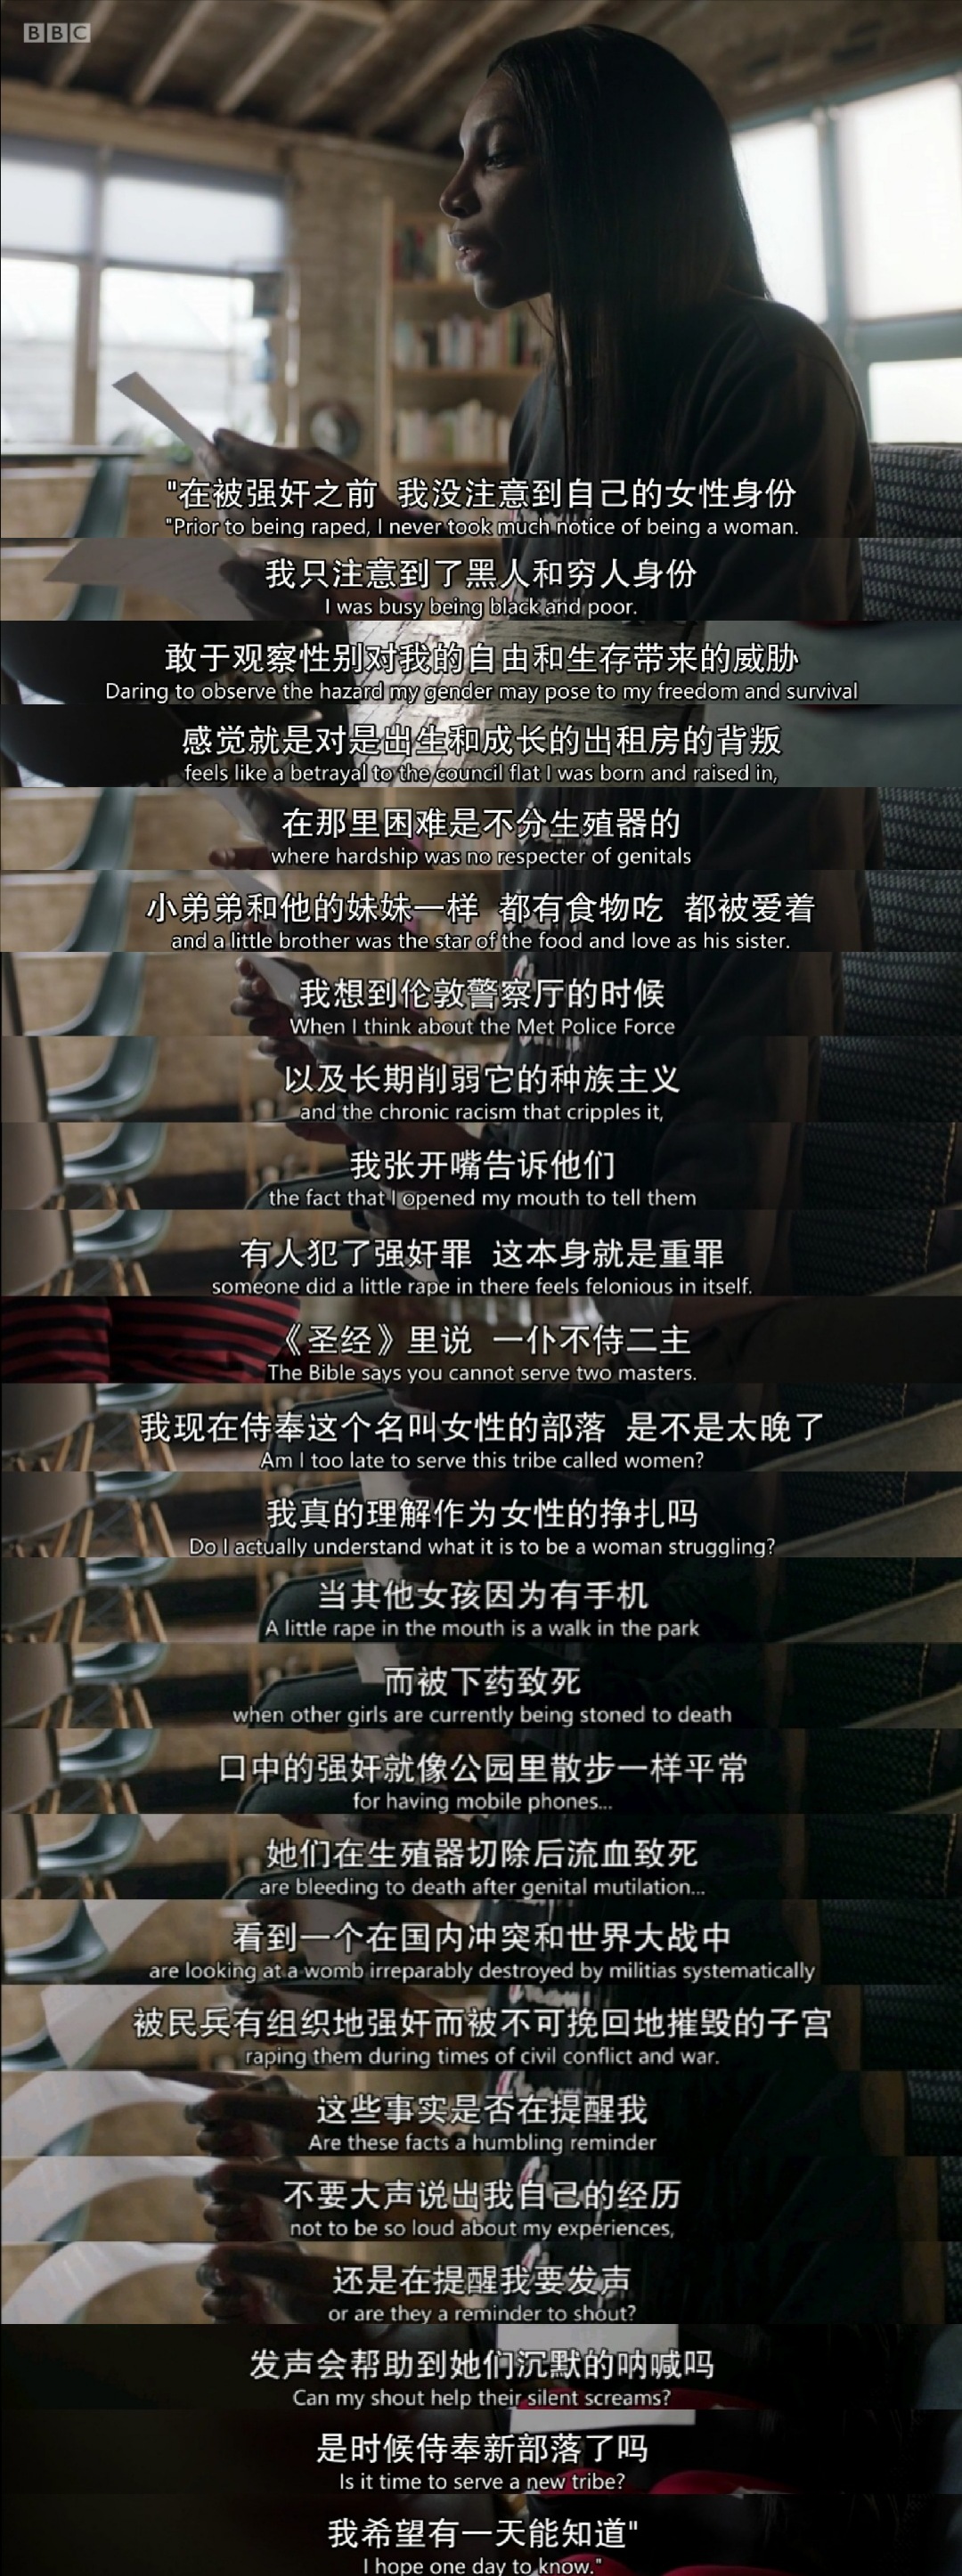 BBC
"在被强奸之前 我没注意到自己的女性身份
"Prior to being raped, I never took much notice of being a woman.
我只注意到了黑人和穷人身份
I was busy being black and poor.
敢于观察性别对我的自由和生存带来的威胁
Daring to observe the hazard my gender may pose to my freedom and survival
感觉就是对是出生和成长的出租房的背叛
feels like a betrayal to the council flat I was born and raised in,
在那里困难是不分生殖器的
where hardship was no respecter of genitals
小弟弟和他的妹妹一样 都有食物吃 都被爱着
and a little brother was the star of the food and love as his sister.
我想到伦敦警察厅的时候
When I think about the Met Police Force
以及长期削弱它的种族主义
and the chronic racism that cripples it,
我张开嘴告诉他们
the fact that I opened my mouth to tell them
有人犯了强奸罪 这本身就是重罪
someone did a little rape in there feels felonious in itself.
《圣经》里说 一仆不侍二主
The Bible says you cannot serve two masters.
我现在侍奉这个名叫女性的部落 是不是太晚了
Am I too late to serve this tribe called women?
我真的理解作为女性的挣扎吗
Do I actually understand what it is to be a woman struggling?
当其他女孩因为有手机
A little rape in the mouth is a walk in the park
而被下药致死
when other girls are currently being stoned to death
口中的强奸就像公园里散步一样平常
for having mobile phones...
她们在生殖器切除后流血致死
are bleeding to death after genital mutilation...
看到一个在国内冲突和世界大战中
are looking at a womb irreparably destroyed by militias systematically
被民兵有组织地强奸而被不可挽回地摧毁的子宫
raping them during times of civil conflict and war.
这些事实是否在提醒我
Are these facts a humbling reminder
不要大声说出我自己的经历
not to be so loud about my experiences,
还是在提醒我要发声
or are they a reminder to shout?
发声会帮助到她们沉默的呐喊吗
Can my shout help their silent screams?
是时候侍奉新部落了吗
Is it time to serve a new tribe?
我希望有一天能知道"
I hope one day to know."